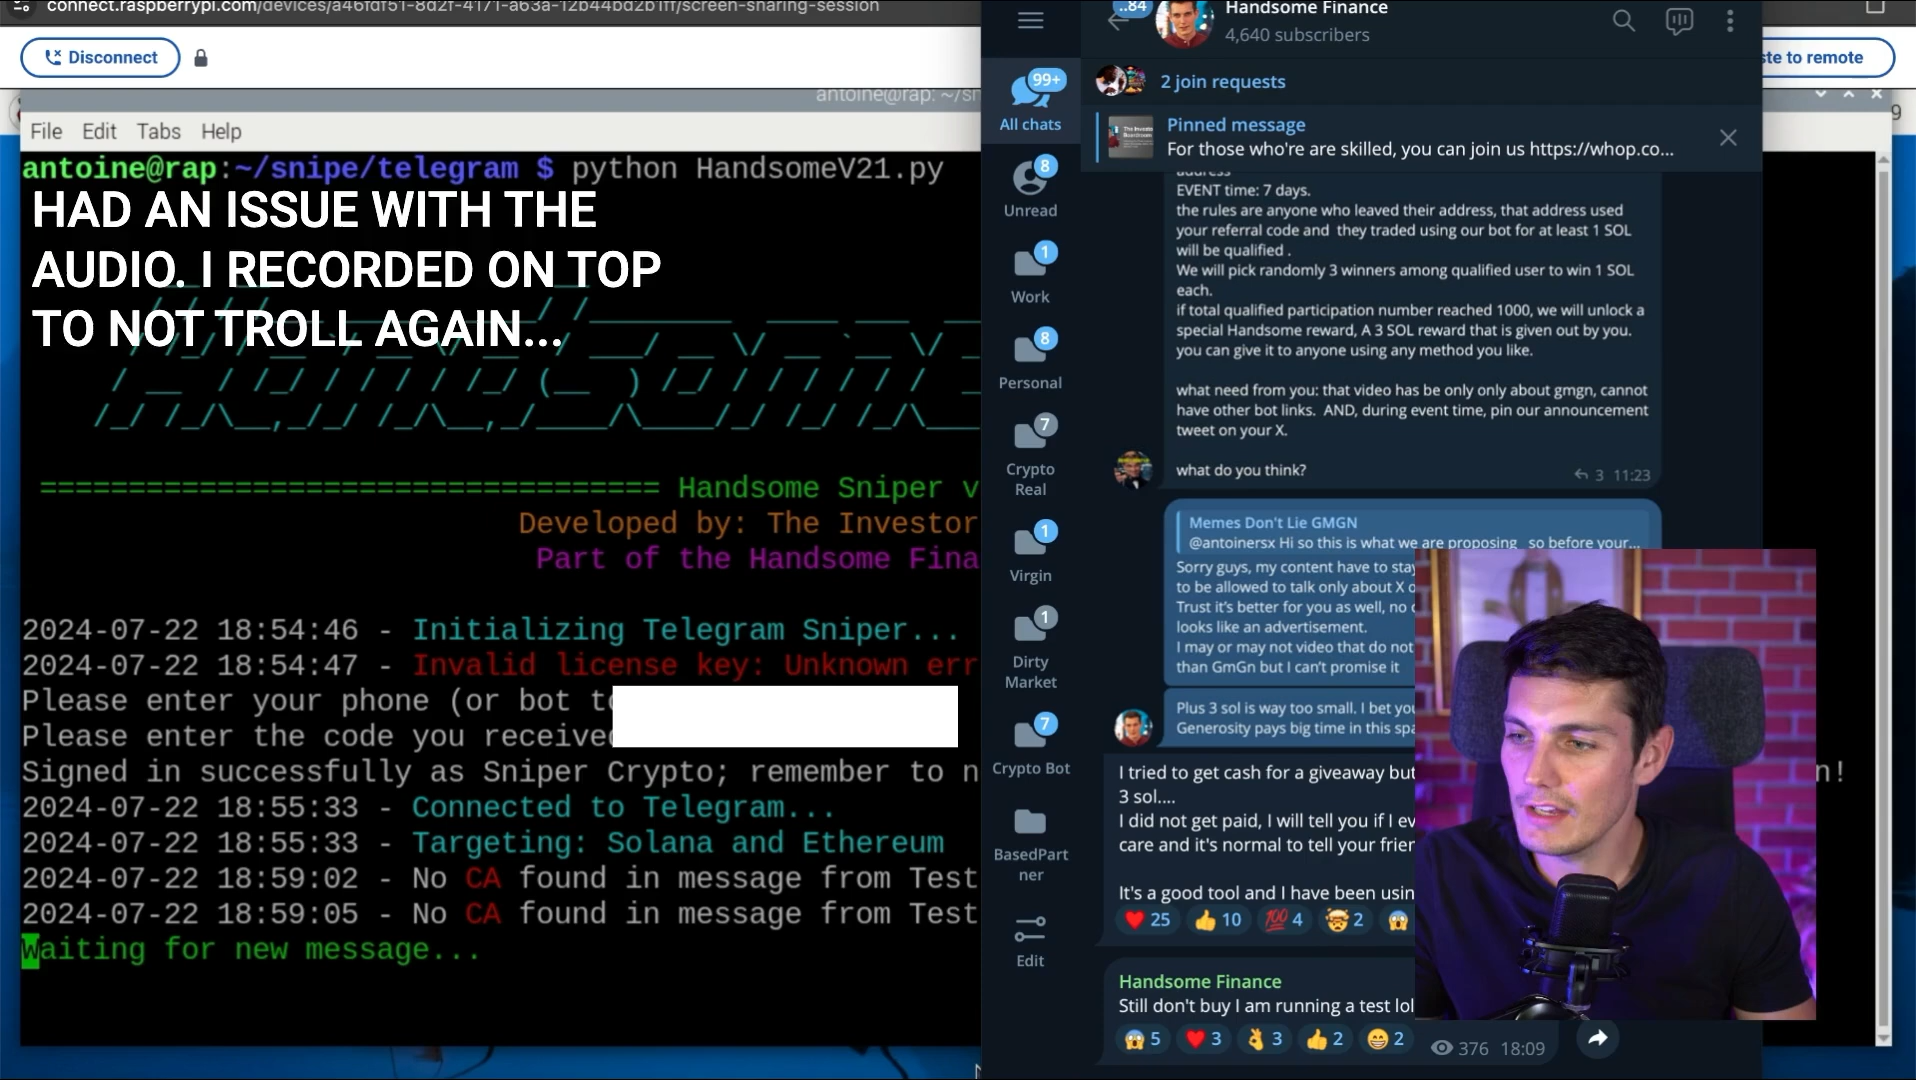 connect.raspberrypi.com/devices/a46fdf51-8d2f-4171-a63a-12b44bd2b1ff/screen-sharing-session
Disconnect
ste to remote
antoine@rap: ~/sn
File Edit Tabs Help
antoine@rap:~/snipe/telegram $ python HandsomeV21.py
HAD AN ISSUE WITH THE
AUDIO. I RECORDED ON TOP
TO NOT TROLL AGAIN...
Handsome
================================== Handsome Sniper v
Developed by: The Investor
Part of the Handsome Fina
2024-07-22 18:54:46 - Initializing Telegram Sniper...
2024-07-22 18:54:47 - Invalid license key: Unknown err
Please enter your phone (or bot to
Please enter the code you received
Signed in successfully as Sniper Crypto; remember to n
n!
2024-07-22 18:55:33 - Connected to Telegram...
2024-07-22 18:55:33 - Targeting: Solana and Ethereum
2024-07-22 18:59:02 - No CA found in message from Test
2024-07-22 18:59:05 - No CA found in message from Test
Waiting for new message...
99+
All chats
8
Unread
1
Work
8
Personal
7
Crypto
Real
1
Virgin
1
Dirty
Market
7
Crypto Bot
BasedPart
ner
Edit
..84
Handsome Finance
4,640 subscribers
2 join requests
Pinned message
For those who're are skilled, you can join us https://whop.co...
address
EVENT time: 7 days.
the rules are anyone who leaved their address, that address used
your referral code and they traded using our bot for at least 1 SOL
will be qualified .
We will pick randomly 3 winners among qualified user to win 1 SOL
each.
if total qualified participation number reached 1000, we will unlock a
special Handsome reward, A 3 SOL reward that is given out by you.
you can give it to anyone using any method you like.
what need from you: that video has be only only about gmgn, cannot
have other bot links. AND, during event time, pin our announcement
tweet on your X.
what do you think?
3 11:23
Memes Don't Lie GMGN
@antoinersx Hi so this is what we are proposing so before your...
Sorry guys, my content have to stay
to be allowed to talk only about X o
Trust it's better for you as well, no
looks like an advertisement.
I may or may not video that do not
than GmGn but I can't promise it
Plus 3 sol is way too small. I bet you
Generosity pays big time in this spa
I tried to get cash for a giveaway but
3 sol....
I did not get paid, I will tell you if I ev
care and it's normal to tell your frien
It's a good tool and I have been usin
25 10 100 4 2
Handsome Finance
Still don't buy I am running a test lol
5 3 3 2 2
376 18:09